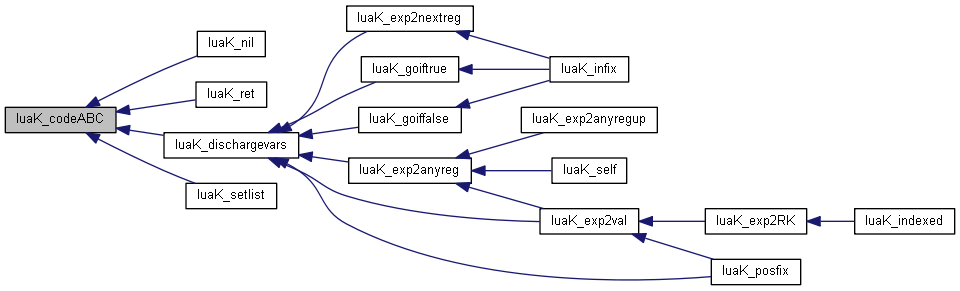 luaK_exp2nextreg
luaK_nil
luaK_goiftrue
luaK_infix
luaK_ret
luaK_codeABC
luaK_goiffalse
luaK_exp2anyregup
luaK_dischargevars
luaK_exp2anyreg
luaK_self
luaK_setlist
luaK_exp2val
luaK_exp2RK
luaK_indexed
luaK_posfix